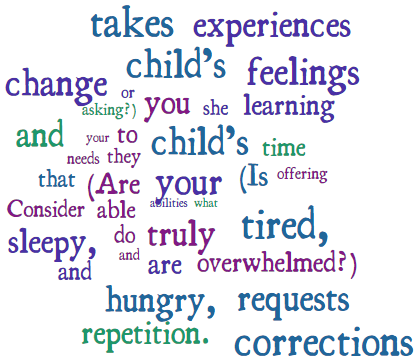 takes experiences
child's feelings
change or
asking?) you she learning
and your to child's time
needs they
that (Are your (Is offering
Consider able abilities what
sleepy, do truly tired,
and and are overwhelmed?)
hungry, requests
repetition. corrections